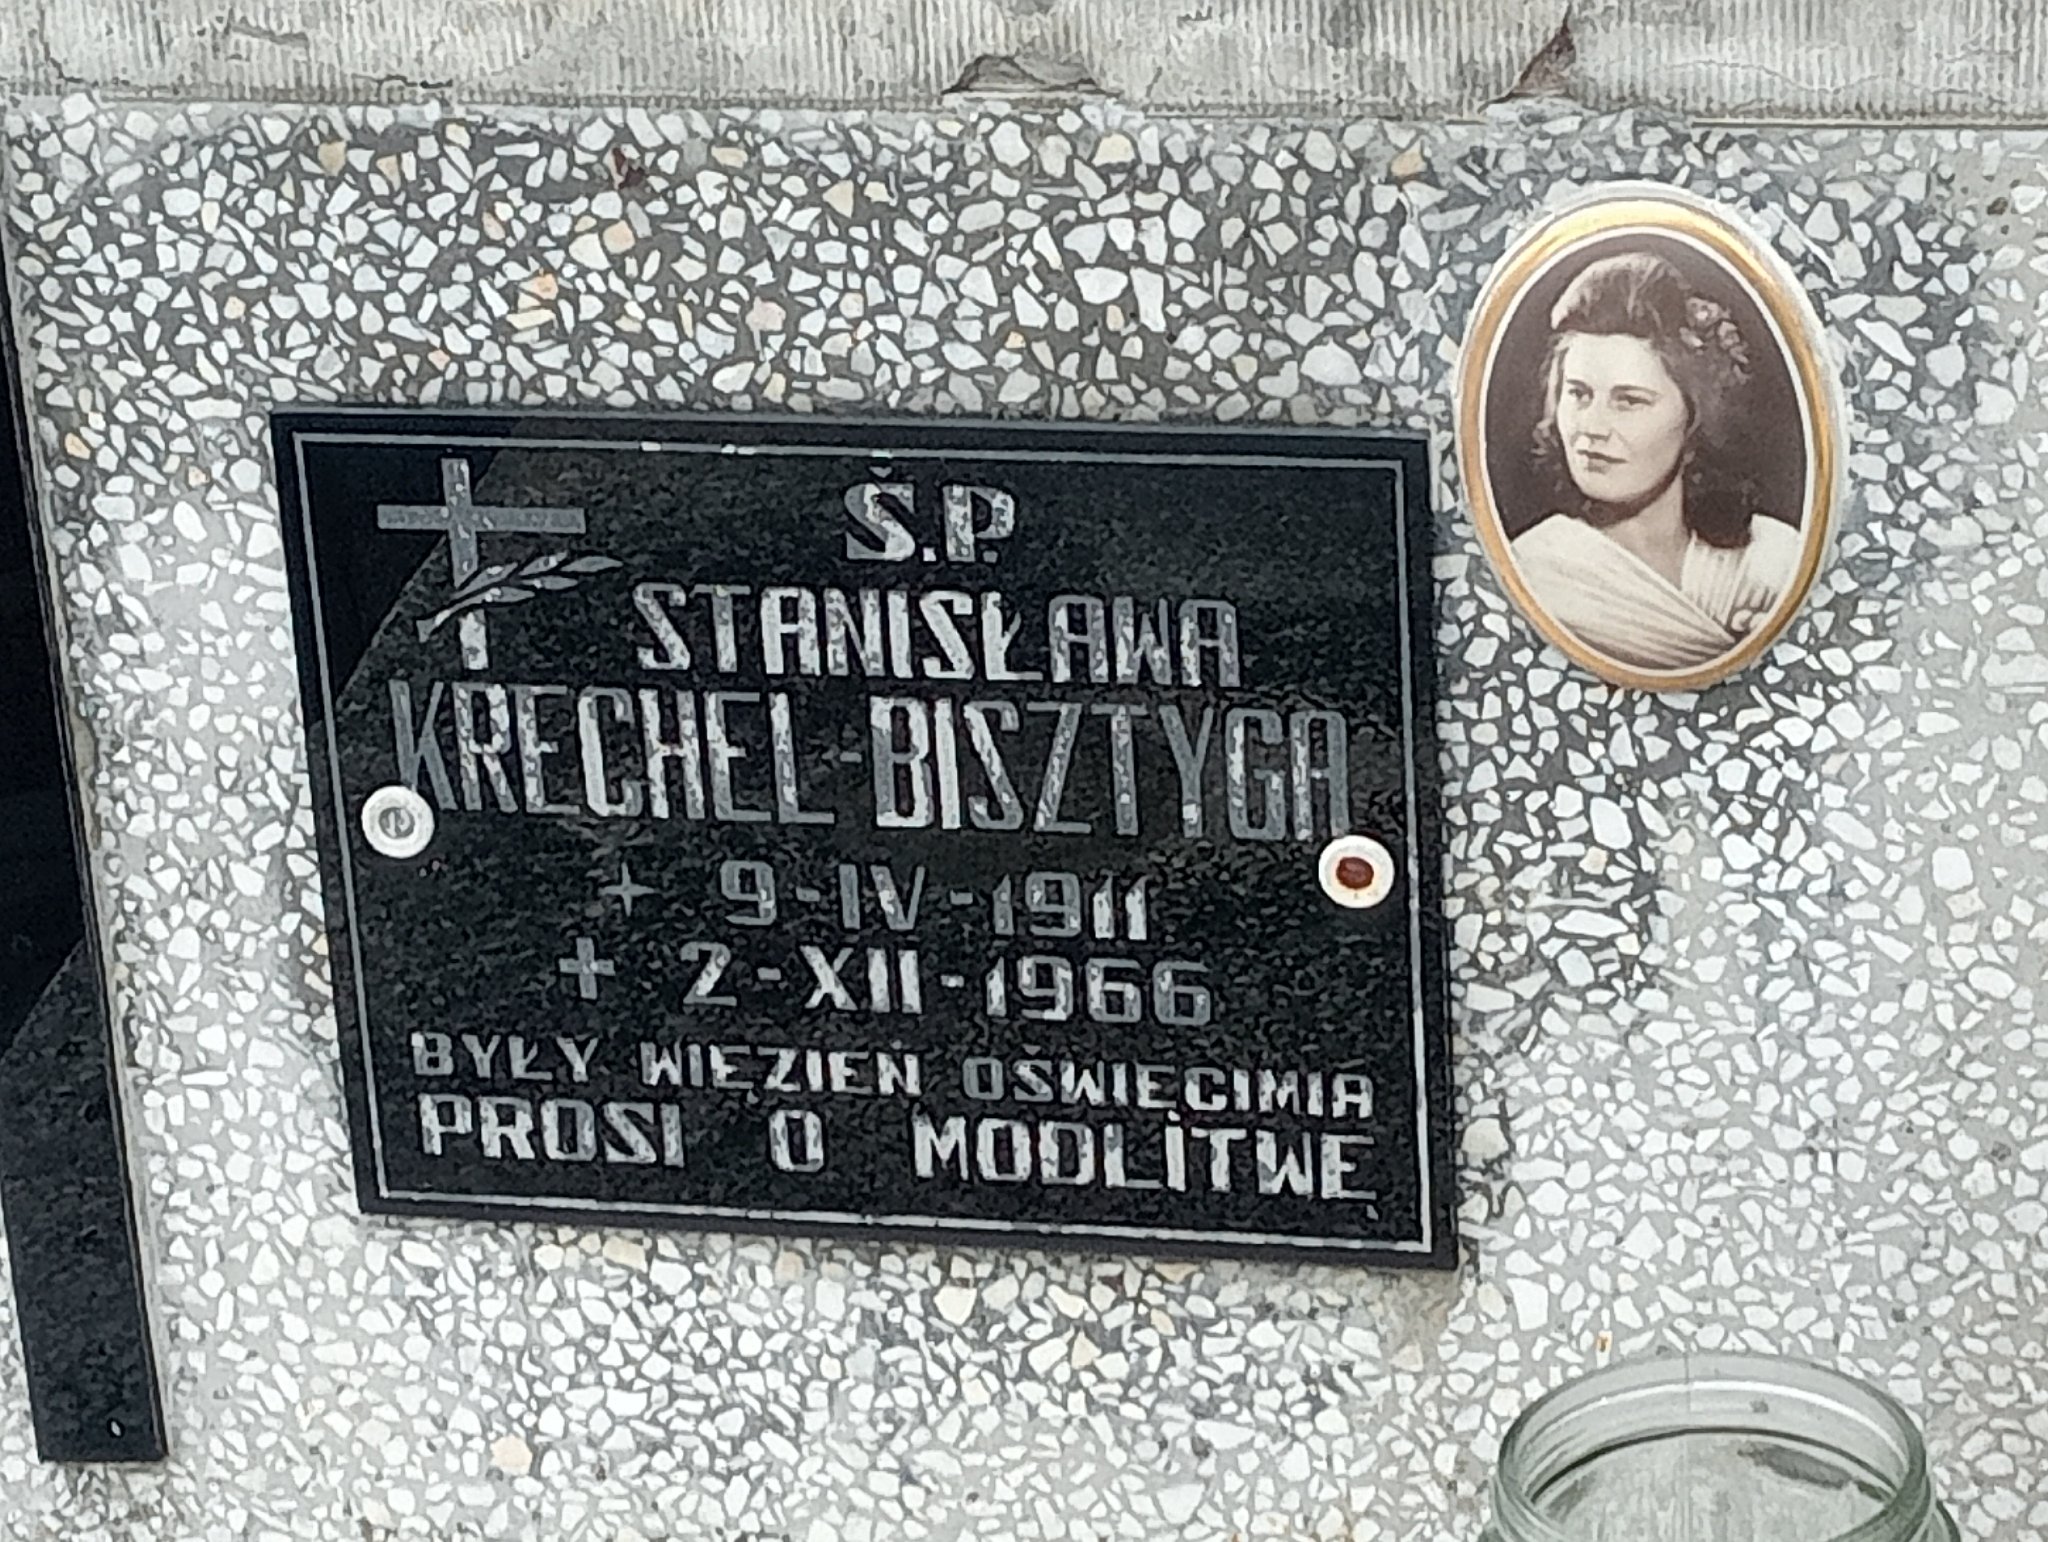 Ś.P.
STANISŁAWA
KRECHEL-BISZTYGA
9-IV-1911
+ 2-XII-1966
BYŁY WIĘZIEŃ OŚWIĘCIMIA
PROSI O MODLITWĘ